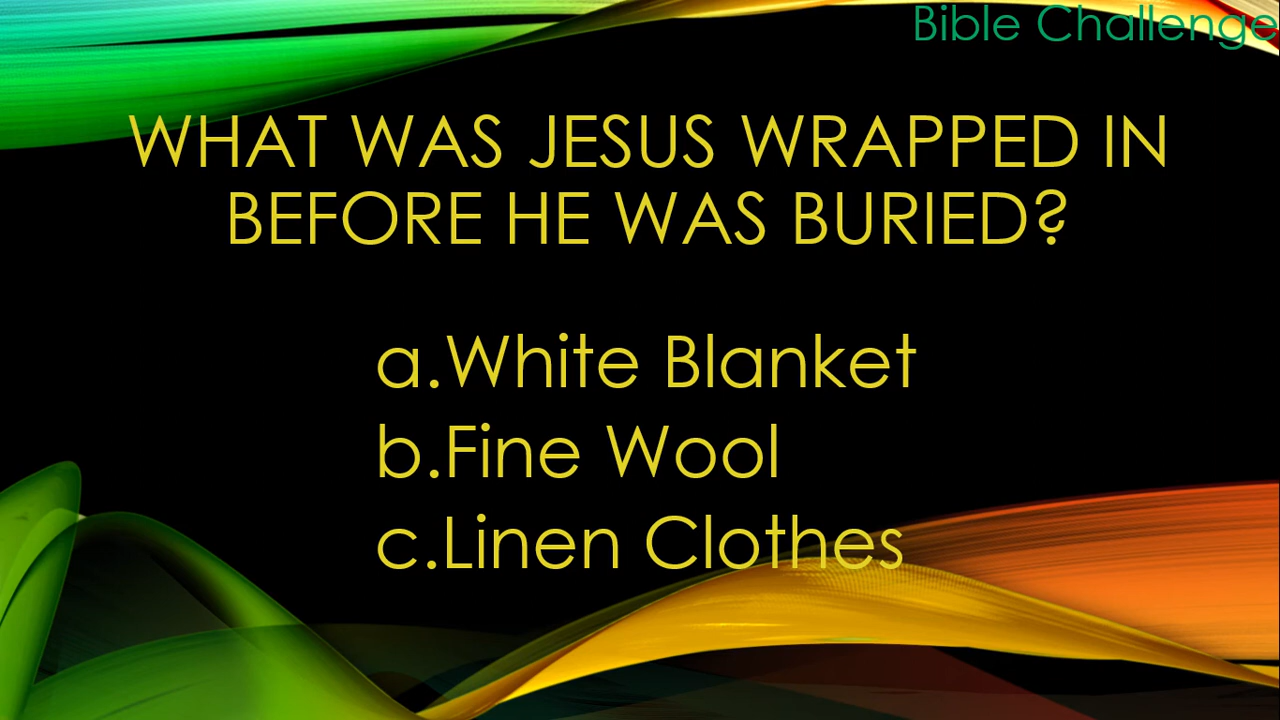 Bible Challenge
WHAT WAS JESUS WRAPPED IN
BEFORE HE WAS BURIED?
a.White Blanket
b.Fine Wool
c.Linen Clothes